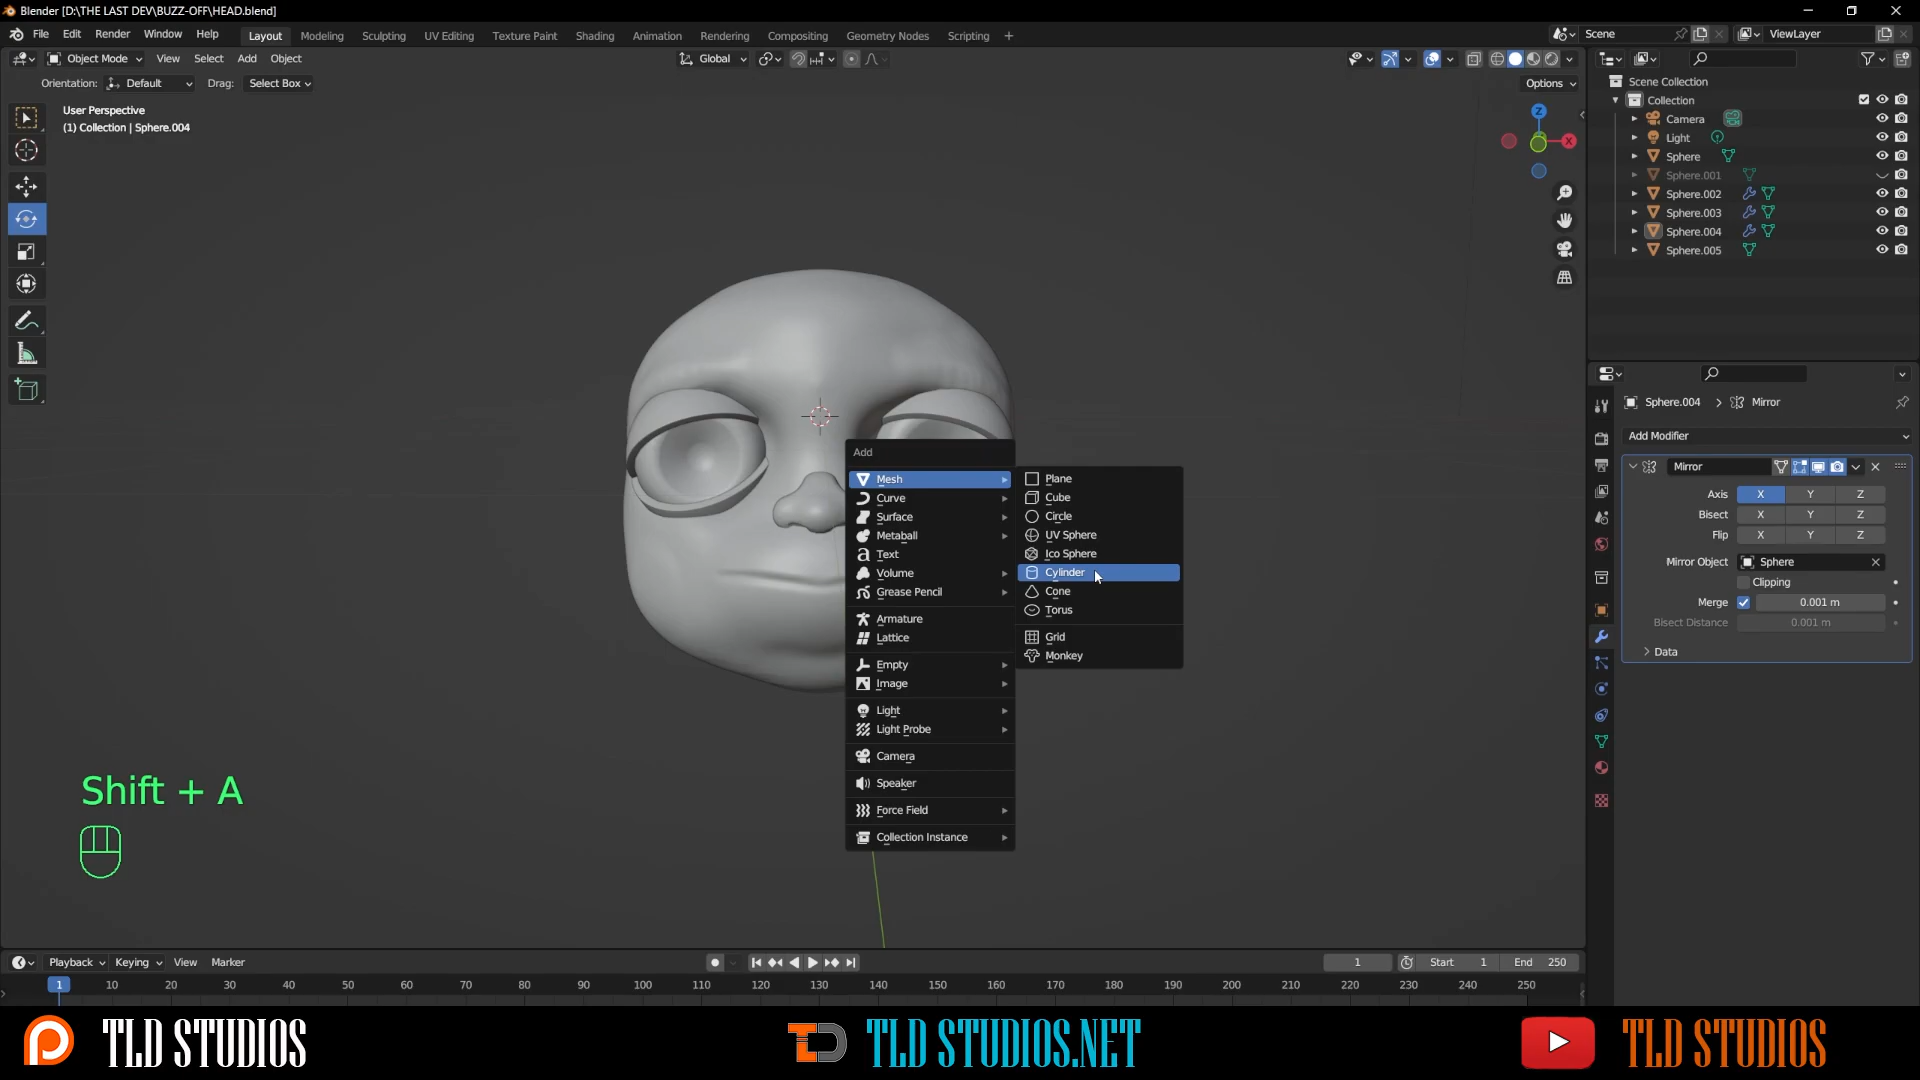 Blender [D:\THE LAST DEV\BUZZ-OFF\HEAD.blend]
File Edit Render Window Help Layout Modeling Sculpting UV Editing Texture Paint Shading Animation Rendering Compositing Geometry Nodes Scripting + Scene ViewLayer
Object Mode View Select Add Object Global
Orientation: Default Drag: Select Box Options
User Perspective
(1) Collection | Sphere.004
Z
X
Scene Collection
Collection
Camera
Light
Sphere
Sphere.001
Sphere.002
Sphere.003
Sphere.004
Sphere.005
Sphere.004 > Mirror
Add Modifier
Mirror
Axis X Y Z
Bisect X Y Z
Flip X Y Z
Mirror Object Sphere
Clipping
Merge 0.001 m
Bisect Distance 0.001 m
Data
Add
Mesh
Curve
Surface
Metaball
Text
Volume
Grease Pencil
Armature
Lattice
Empty
Image
Light
Light Probe
Camera
Speaker
Force Field
Collection Instance
Plane
Cube
Circle
UV Sphere
Ico Sphere
Cylinder
Cone
Torus
Grid
Monkey
Shift + A
Playback Keying View Marker 1 Start 1 End 250
1 10 20 30 40 50 60 70 80 90 100 110 120 130 140 150 160 170 180 190 200 210 220 230 240 250
TLD STUDIOS TD TLD STUDIOS.NET TLD STUDIOS